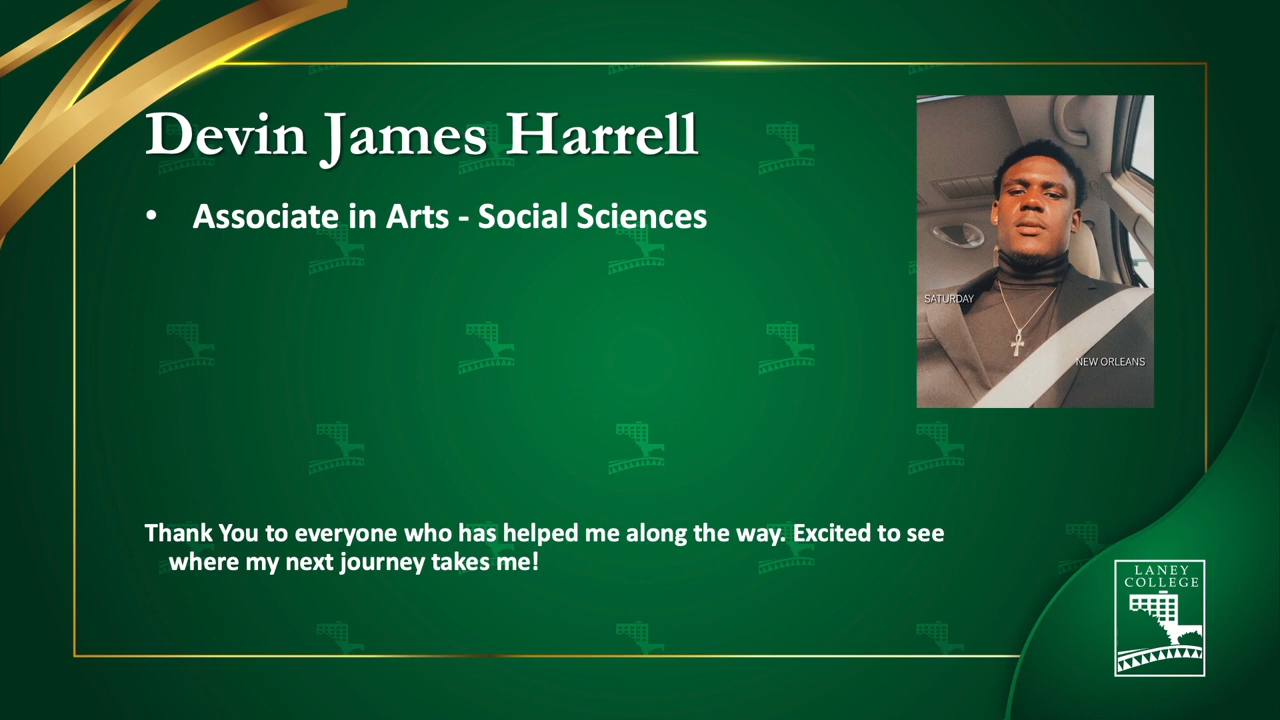 Devin James Harrell
• Associate in Arts - Social Sciences
SATURDAY
NEW ORLEANS
Thank You to everyone who has helped me along the way. Excited to see
where my next journey takes me!
LANEY
COLLEGE